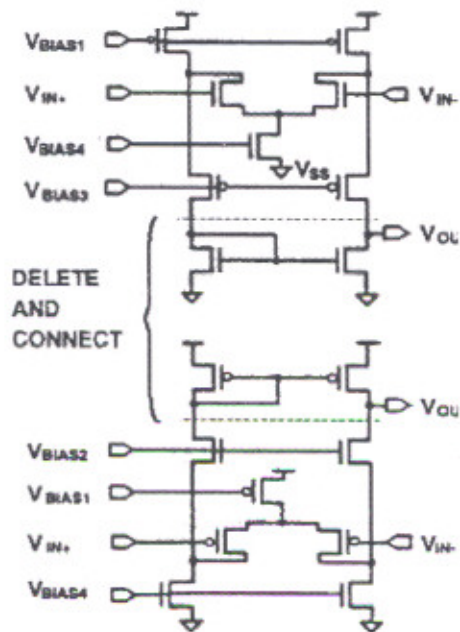 VBIAS1
VIN+
VIN-
VBIAS4
VSS
VBIAS3
VOU
DELETE
AND
CONNECT
VOU
VBIAS2
VBIAS1
VIN+
VIN-
VBIAS4